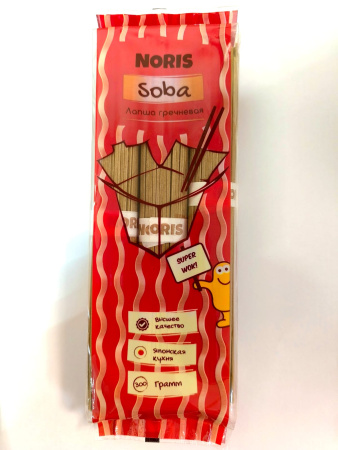 NORIS
Soba
Лапша гречневая
NORIS
SUPER
WOK!
Высшее
качество
Японская
кухня
300
Грамм